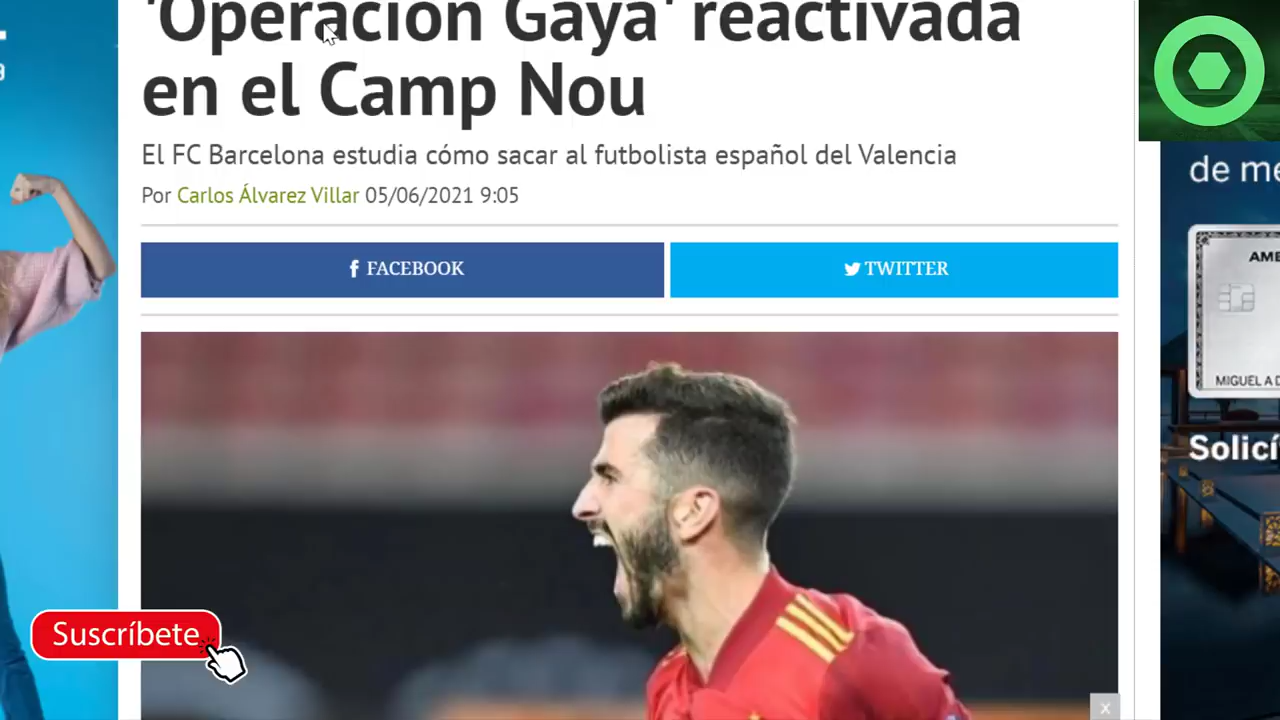 'Operación Gaya' reactivada
en el Camp Nou
El FC Barcelona estudia cómo sacar al futbolista español del Valencia
Por Carlos Álvarez Villar 05/06/2021 9:05
FACEBOOK
TWITTER
de me
AME
MIGUEL A D
Solicí
Suscríbete
x